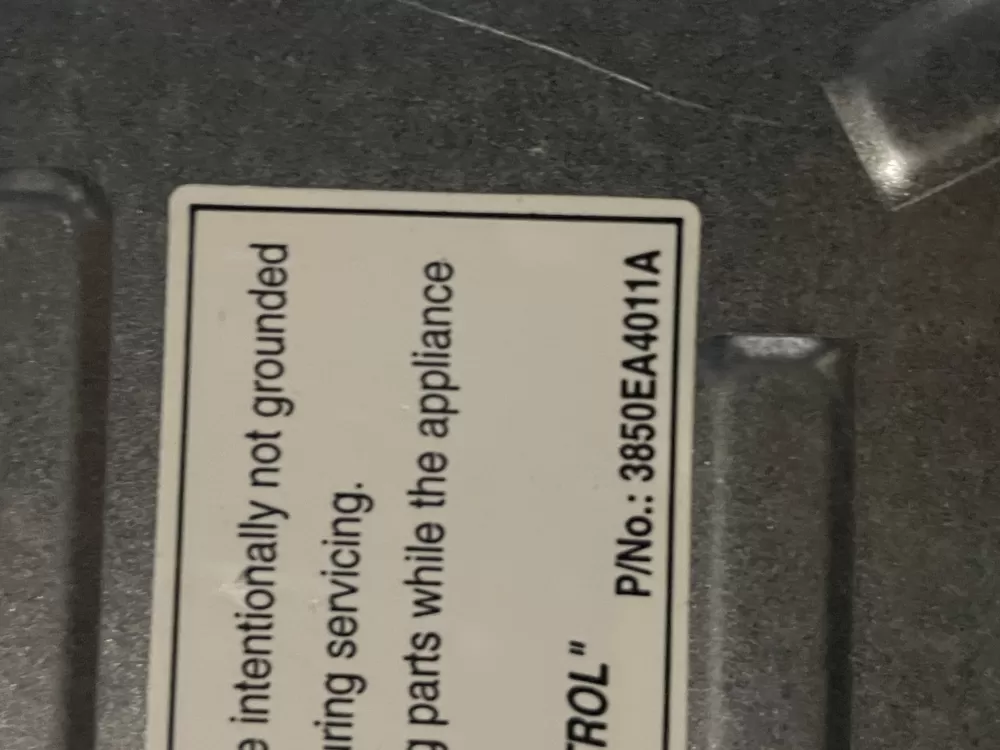 e intentionally not grounded
uring servicing.
g parts while the appliance
TROL"
P/No.: 3850EA4011A